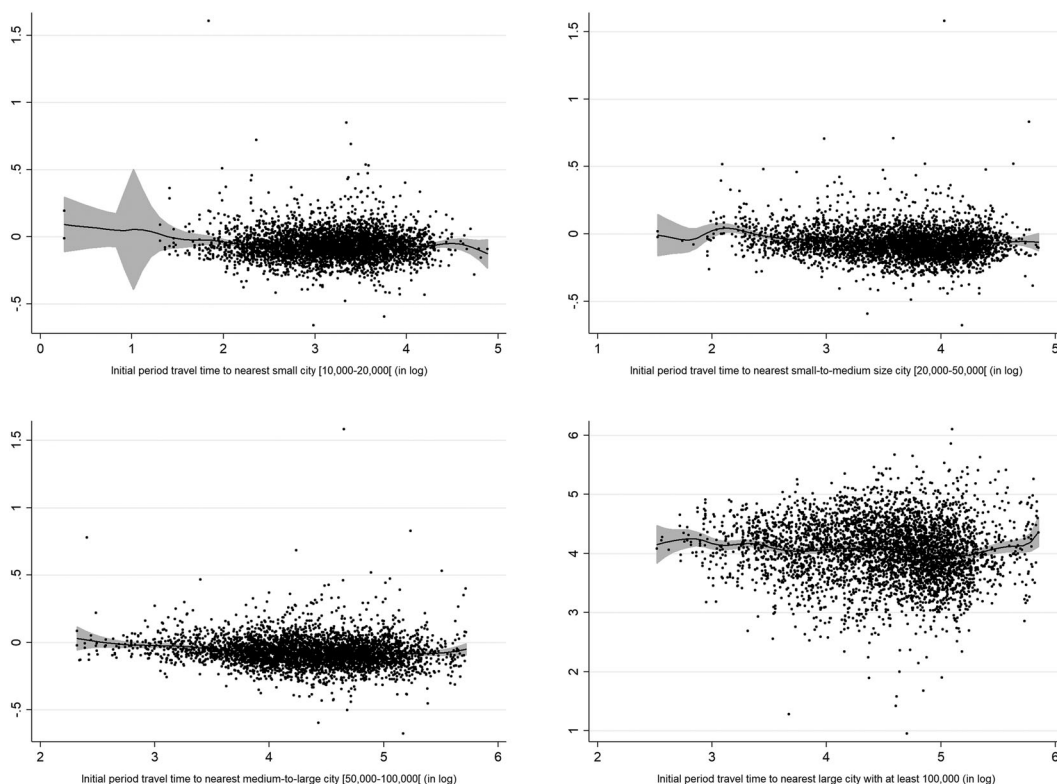 1.5
1
.5
0
-.5
0 1 2 3 4 5
Initial period travel time to nearest small city [10,000-20,000[ (in log)
1.5
1
.5
0
-.5
1 2 3 4 5
Initial period travel time to nearest small-to-medium size city [20,000-50,000[ (in log)
1.5
1
.5
0
-.5
2 3 4 5 6
Initial period travel time to nearest medium-to-large city [50,000-100,000[ (in log)
6
5
4
3
2
1
2 3 4 5 6
Initial period travel time to nearest large city with at least 100,000 (in log)